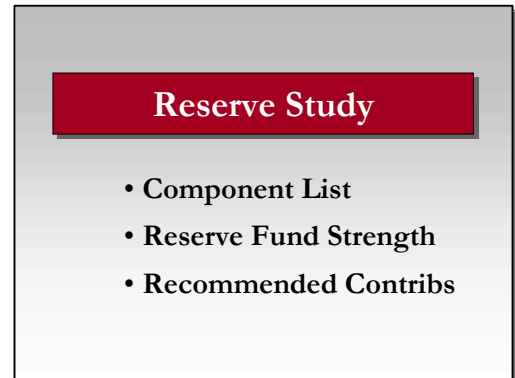 Reserve Study
• Component List
• Reserve Fund Strength
• Recommended Contribs